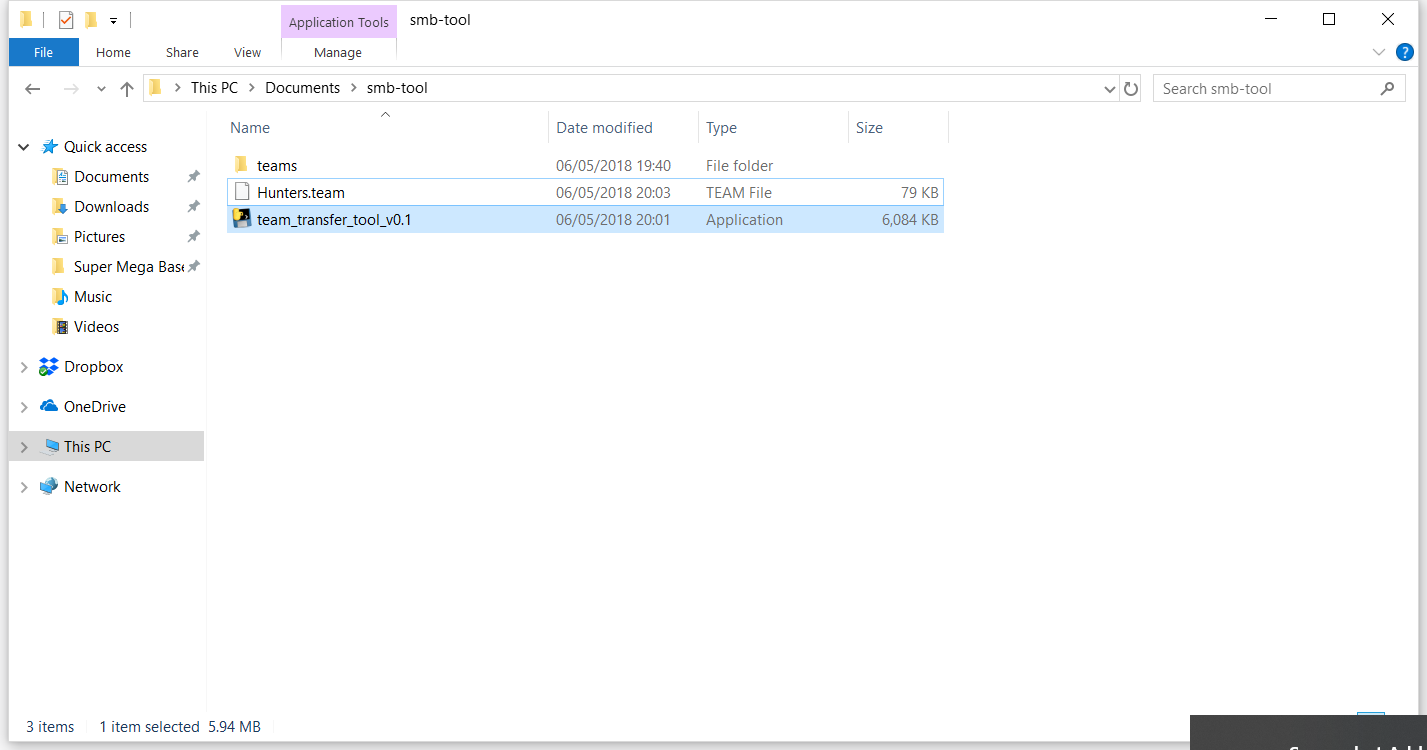 Application Tools smb-tool
File Home Share View Manage ?
This PC Documents smb-tool Search smb-tool
Name Date modified Type Size
Quick access
Documents
Downloads
Pictures
Super Mega Base
Music
Videos
Dropbox
OneDrive
This PC
Network
teams 06/05/2018 19:40 File folder
Hunters.team 06/05/2018 20:03 TEAM File 79 KB
team_transfer_tool_v0.1 06/05/2018 20:01 Application 6,084 KB
3 items 1 item selected 5.94 MB